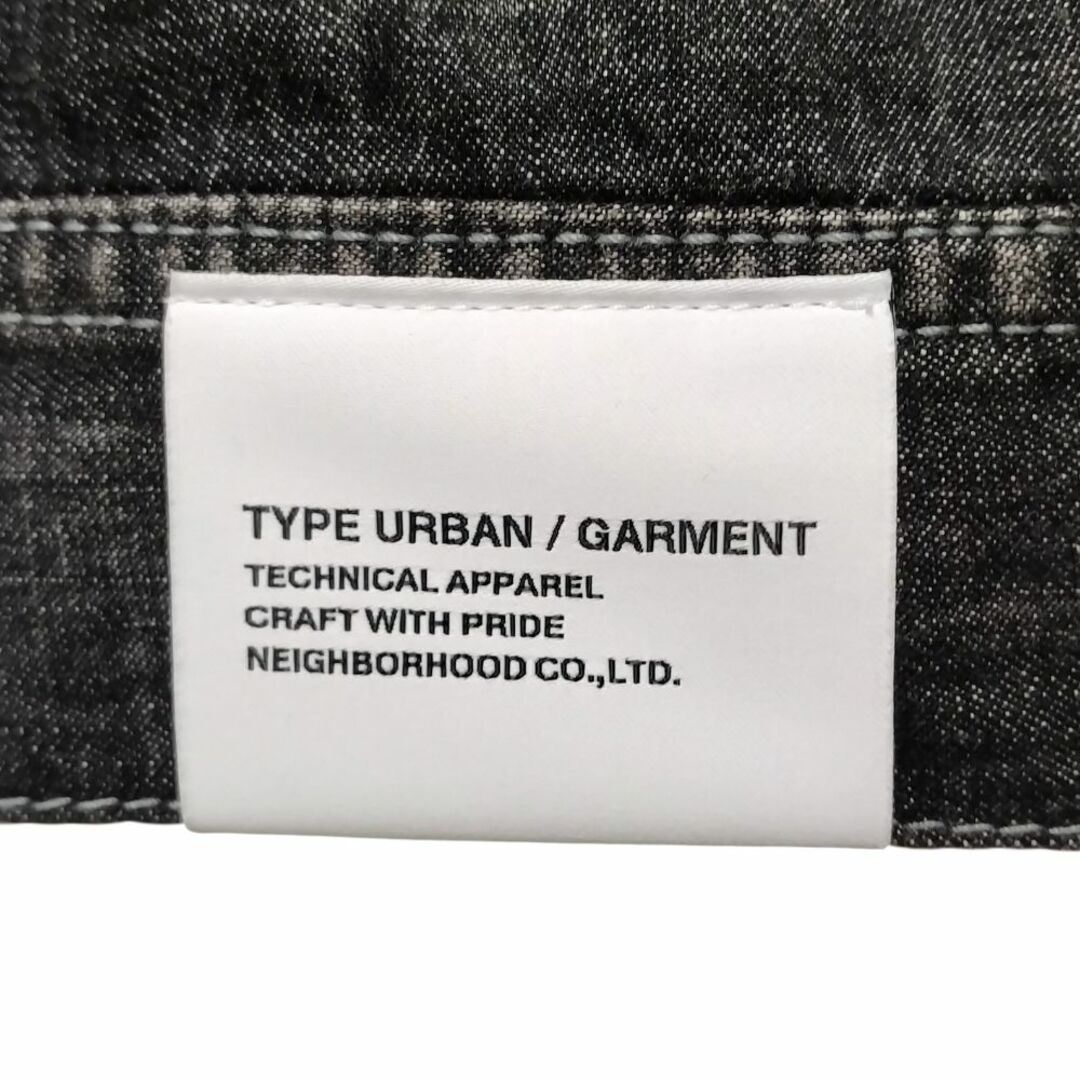 TYPE URBAN / GARMENT
TECHNICAL APPAREL
CRAFT WITH PRIDE
NEIGHBORHOOD CO.,LTD.